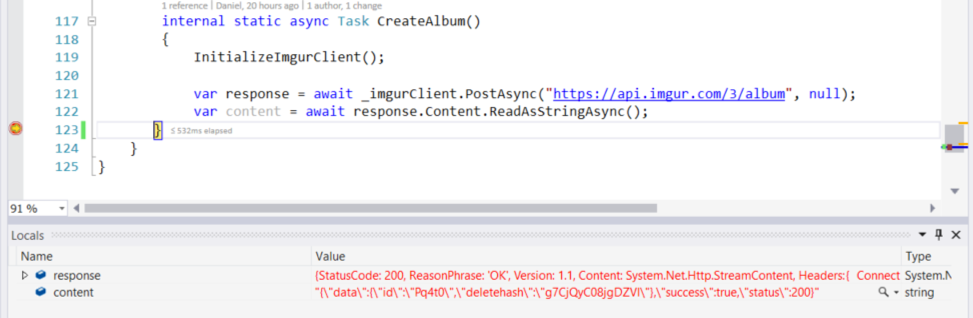 1 reference | Daniel, 20 hours ago | 1 author, 1 change
117 internal static async Task CreateAlbum()
118 {
119 InitializeImgurClient();
120
121 var response = await _imgurClient.PostAsync("https://api.imgur.com/3/album", null);
122 var content = await response.Content.ReadAsStringAsync();
123 } ≤ 532ms elapsed
124 }
125 }
91 %
Locals
Name Value Type
response {StatusCode: 200, ReasonPhrase: 'OK', Version: 1.1, Content: System.Net.Http.StreamContent, Headers:{ Connect System.N
content "{\"data\":{\"id\":\"Pq4t0\",\"deletehash\":\"g7CjQyC08jgDZVI\"},\"success\":true,\"status\":200}" string